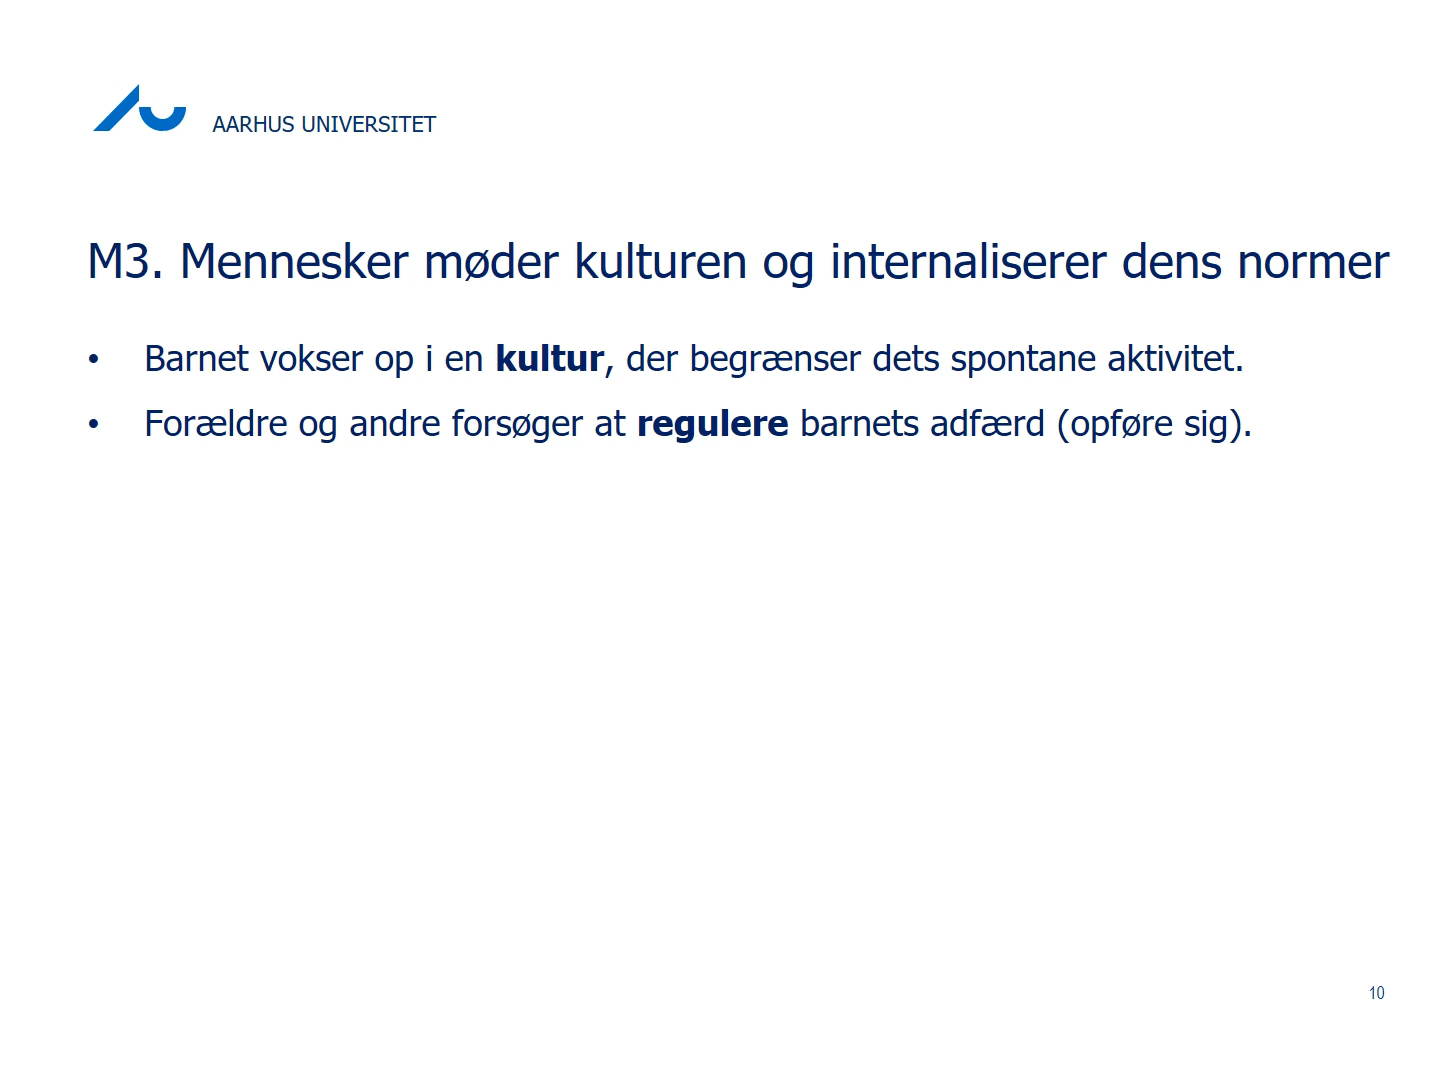 AARHUS UNIVERSITET
M3. Mennesker møder kulturen og internaliserer dens normer
• Barnet vokser op i en kultur, der begrænser dets spontane aktivitet.
• Forældre og andre forsøger at regulere barnets adfærd (opføre sig).
10